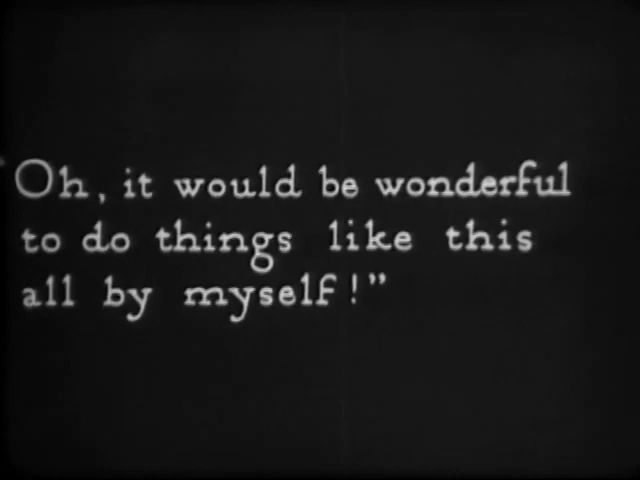 "Oh, it would be wonderful
to do things like this
all by myself!"